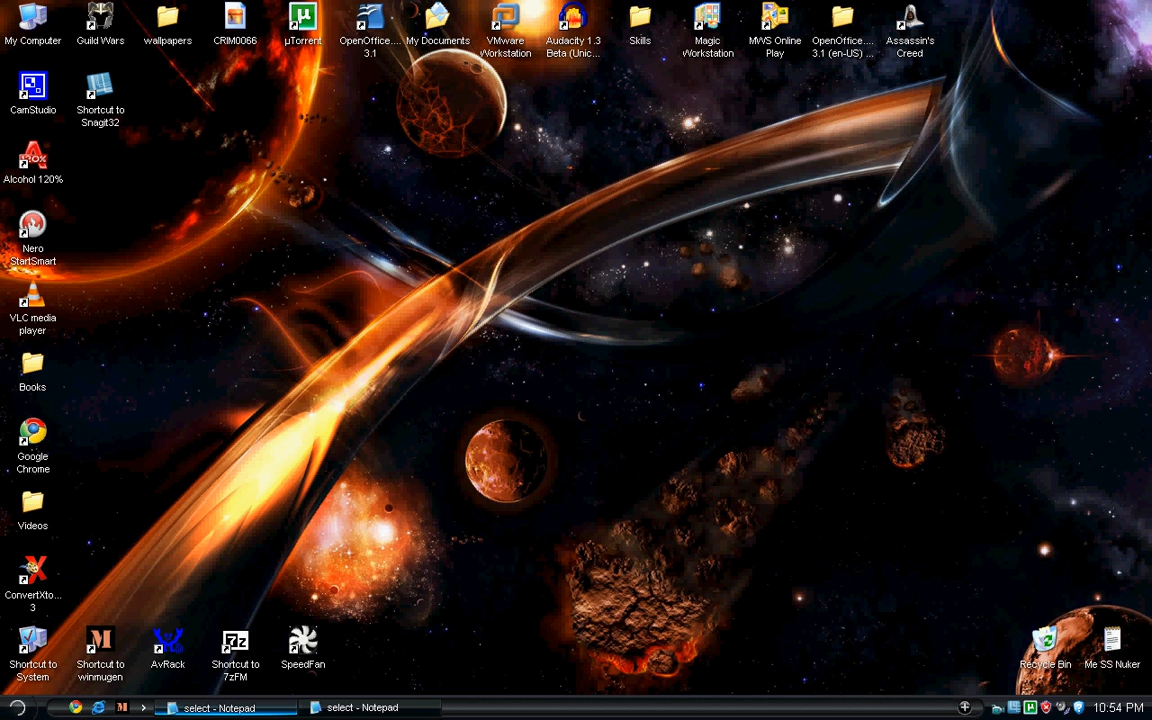 My Computer
Guild Wars
wallpapers
CRIM0066
µTorrent
OpenOffice....
3.1
My Documents
VMware
Workstation
Audacity 1.3
Beta (Unic...
Skills
Magic
Workstation
MWS Online
Play
OpenOffice....
3.1 (en-US) ...
Assassin's
Creed
CamStudio
Shortcut to
Snagit32
Alcohol 120%
Nero
StartSmart
VLC media
player
Books
Google
Chrome
Videos
ConvertXto...
3
Shortcut to
System
Shortcut to
winmugen
AvRack
7z
Shortcut to
7zFM
SpeedFan
Recycle Bin
Me SS Nuker
select - Notepad
select - Notepad
10:54 PM